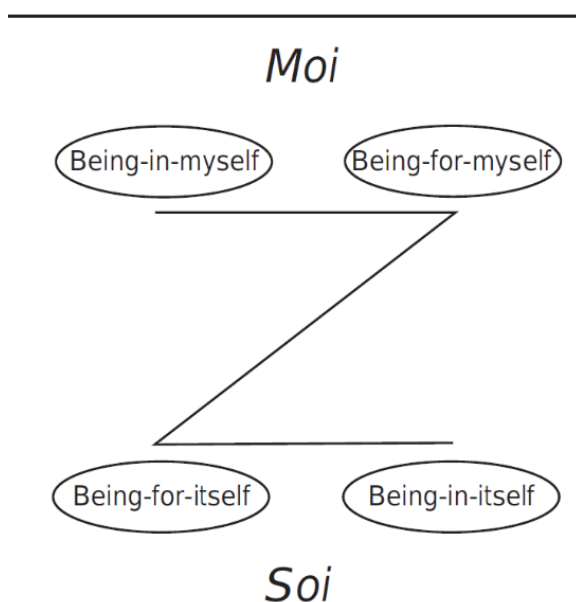 Moi
Being-in-myself
Being-for-myself
Being-for-itself
Being-in-itself
Soi